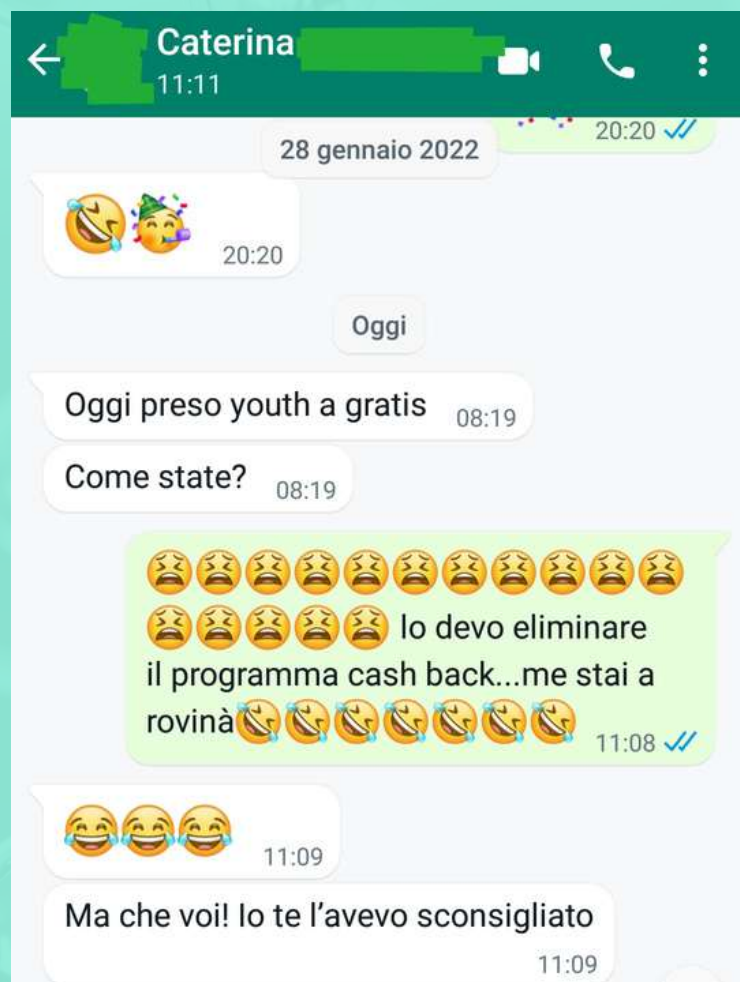 Caterina
11:11
20:20
28 gennaio 2022
🤣🥳
20:20
Oggi
Oggi preso youth a gratis 08:19
Come state? 08:19
😫😫😫😫😫😫😫😫😫😫😫
😫😫😫😫😫 Io devo eliminare
il programma cash back...me stai a
rovinà🤣🤣🤣🤣🤣🤣🤣
11:08
😂😂😂
11:09
Ma che voi! Io te l’avevo sconsigliato
11:09